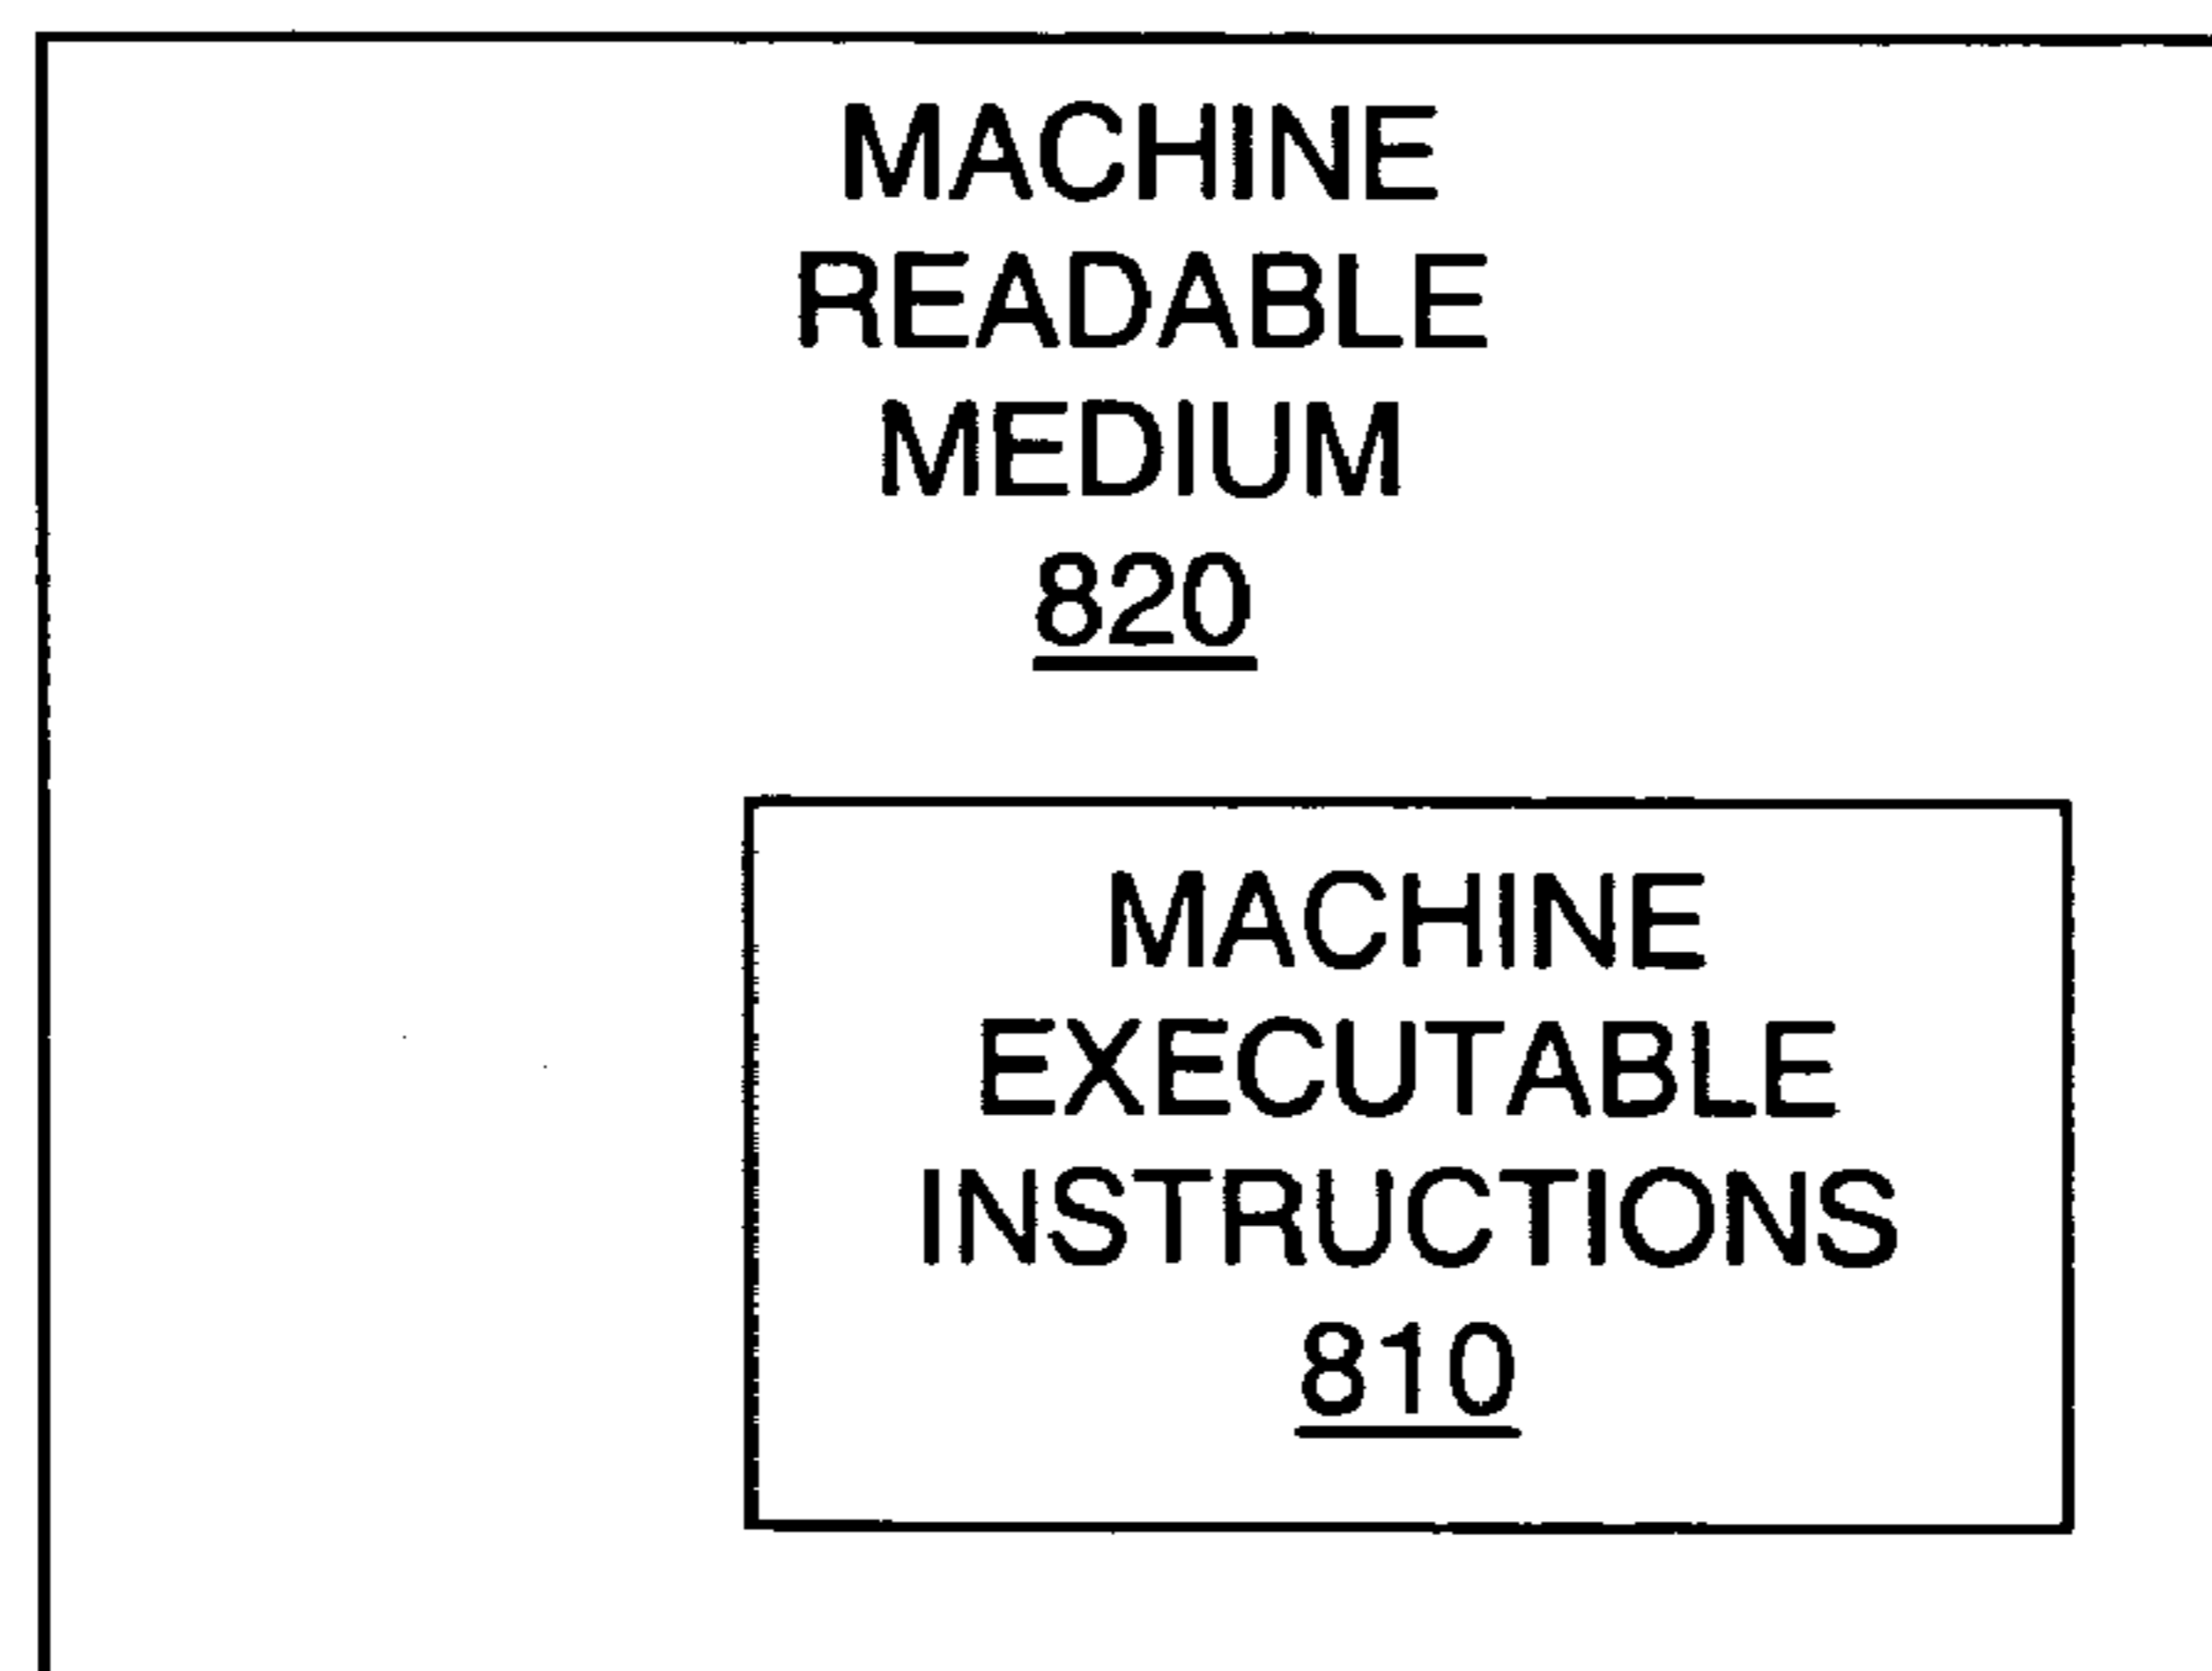 MACHINE
READABLE
MEDIUM
820
MACHINE
EXECUTABLE
INSTRUCTIONS
810